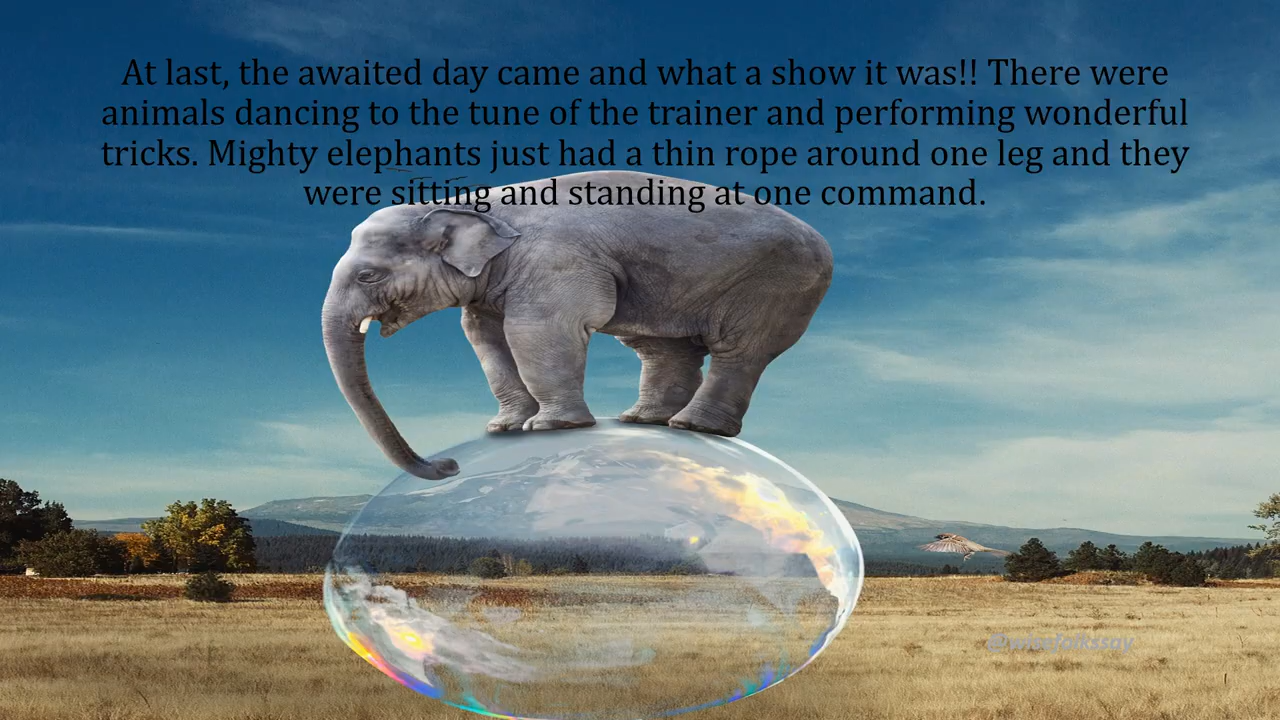 At last, the awaited day came and what a show it was!! There were
animals dancing to the tune of the trainer and performing wonderful
tricks. Mighty elephants just had a thin rope around one leg and they
were sitting and standing at one command.
@wisefolkssay